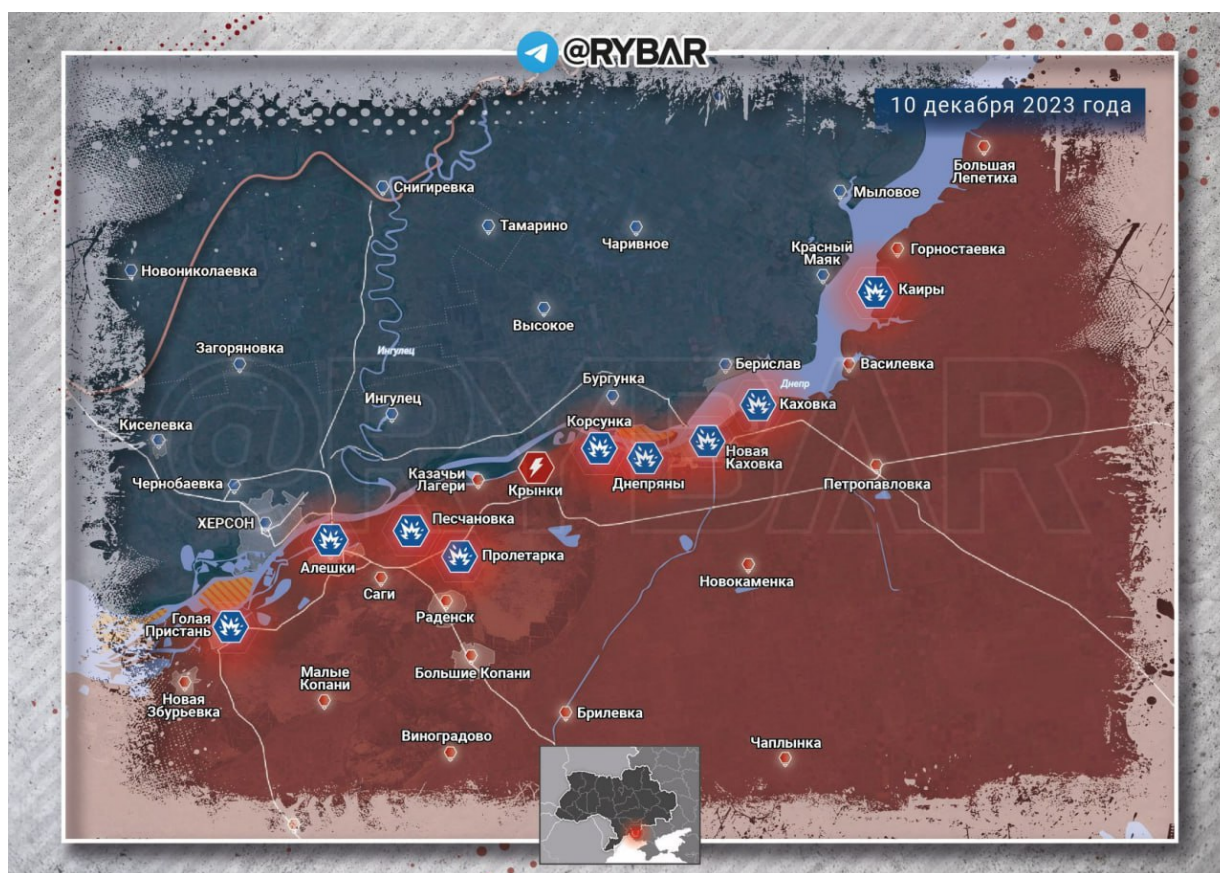 @RYBAR
10 декабря 2023 года
Большая
Лепетиха
Снигиревка
Мыловое
Тамарино
Чаривное
Красный
Маяк
Горностаевка
Новониколаевка
Каиры
Высокое
Загоряновка
Ингулец
Берислав
Василевка
Бургунка
Днепр
Ингулец
Каховка
Киселевка
Корсунка
Новая
Каховка
Казачьи
Лагери
Чернобаевка
Крынки
Днепряны
Петропавловка
ХЕРСОН
Песчановка
Алешки
Пролетарка
Саги
Новокаменка
Раденск
Голая
Пристань
Малые
Копани
Большие Копани
Новая
Збурьевка
Брилевка
Виноградово
Чаплынка
@RYBAR